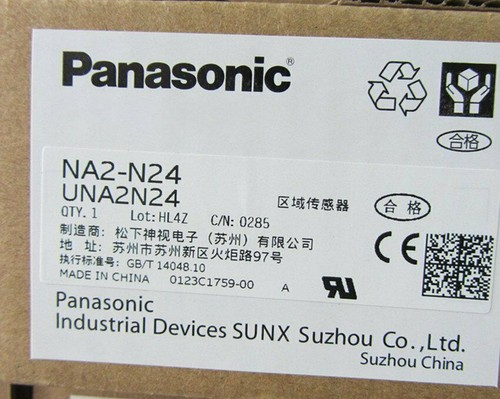 Panasonic®
合格
NA2-N24
UNA2N24
区域传感器 合格
QTY. 1 Lot: HL4Z C/N: 0285
制造商: 松下神视电子 (苏州) 有限公司
地 址: 苏州市苏州新区火炬路97号
执行标准号: GB/T 14048.10
MADE IN CHINA 0123C1759-00 A
CE
Panasonic
Industrial Devices SUNX Suzhou Co.,Ltd.
Suzhou China